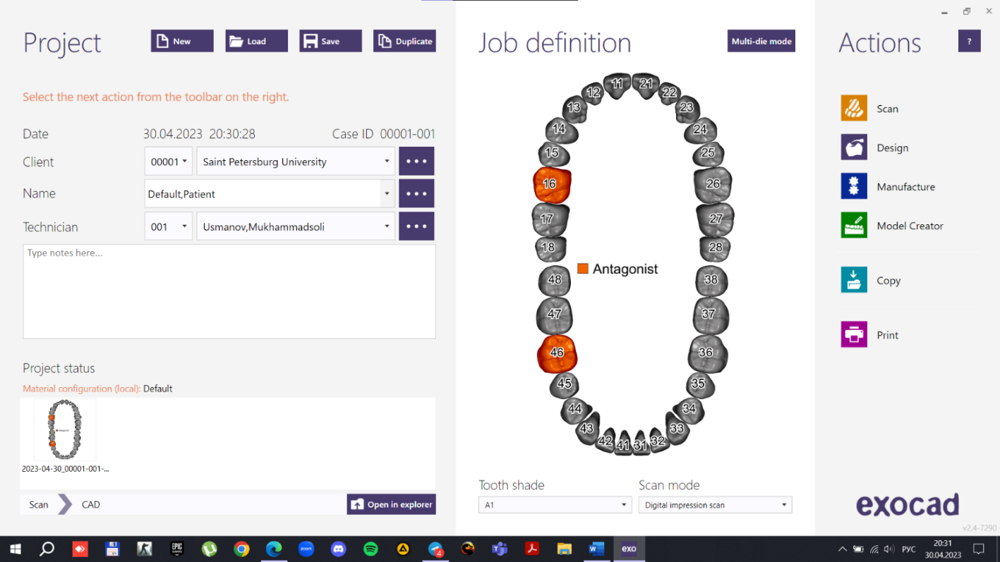 Project
New
Load
Save
Duplicate
Select the next action from the toolbar on the right.
Date 30.04.2023 20:30:28 Case ID 00001-001
Client 00001 Saint Petersburg University
Name Default,Patient
Technician 001 Usmanov,Mukhammadsoli
Type notes here...
Project status
Material configuration (local): Default
Antagonist
2023-04-30_00001-001-...
Scan CAD
Open in explorer
Job definition
Multi-die mode
11 21
12 22
13 23
14 24
15 25
16 26
17 27
18 28
Antagonist
48 38
47 37
46 36
45 35
44 34
43 33
42 41 31 32
Tooth shade Scan mode
A1 Digital impression scan
Actions
?
Scan
Design
Manufacture
Model Creator
Copy
Print
exocad
v2.4-7290
EPIC
GAMES
zoom
4
exo
РУС
20:31
30.04.2023